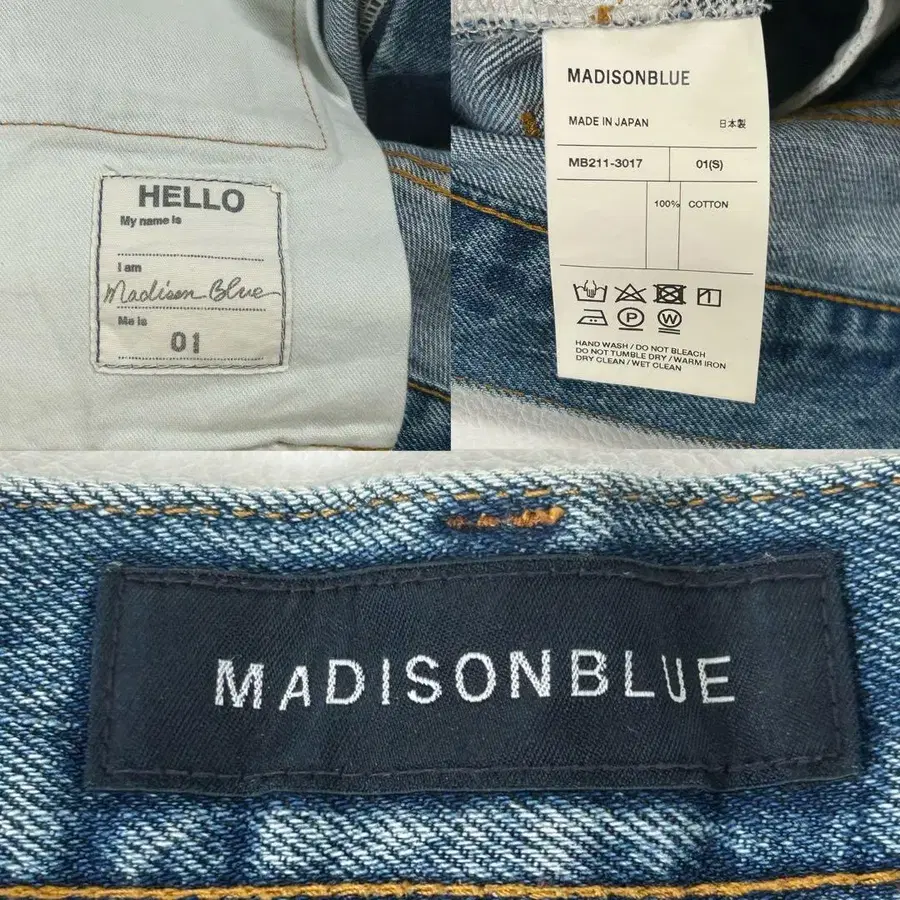 HELLO
My name is
I am
Madison Blue
Me is
01
MADISONBLUE
MADE IN JAPAN 日本製
MB211-3017 01(S)
100% COTTON
1
P W
HAND WASH / DO NOT BLEACH
DO NOT TUMBLE DRY / WARM IRON
DRY CLEAN / WET CLEAN
MADISONBLUE